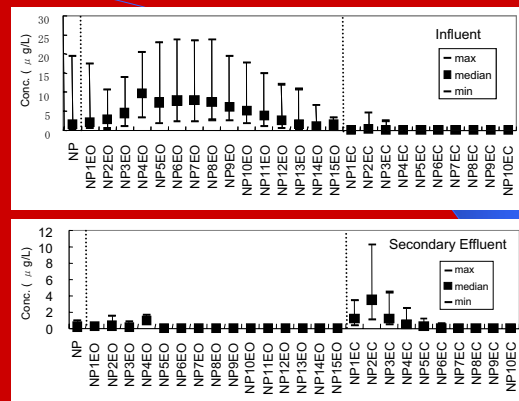 Conc. ( μ g/L)
30
25
20
15
10
5
0
Influent
max
median
min
NP
NP1EO
NP2EO
NP3EO
NP4EO
NP5EO
NP6EO
NP7EO
NP8EO
NP9EO
NP10EO
NP11EO
NP12EO
NP13EO
NP14EO
NP15EO
NP1EC
NP2EC
NP3EC
NP4EC
NP5EC
NP6EC
NP7EC
NP8EC
NP9EC
NP10EC
Conc. ( μ g/L)
12
10
8
6
4
2
0
Secondary Effluent
max
median
min
NP
NP1EO
NP2EO
NP3EO
NP4EO
NP5EO
NP6EO
NP7EO
NP8EO
NP9EO
NP10EO
NP11EO
NP12EO
NP13EO
NP14EO
NP15EO
NP1EC
NP2EC
NP3EC
NP4EC
NP5EC
NP6EC
NP7EC
NP8EC
NP9EC
NP10EC